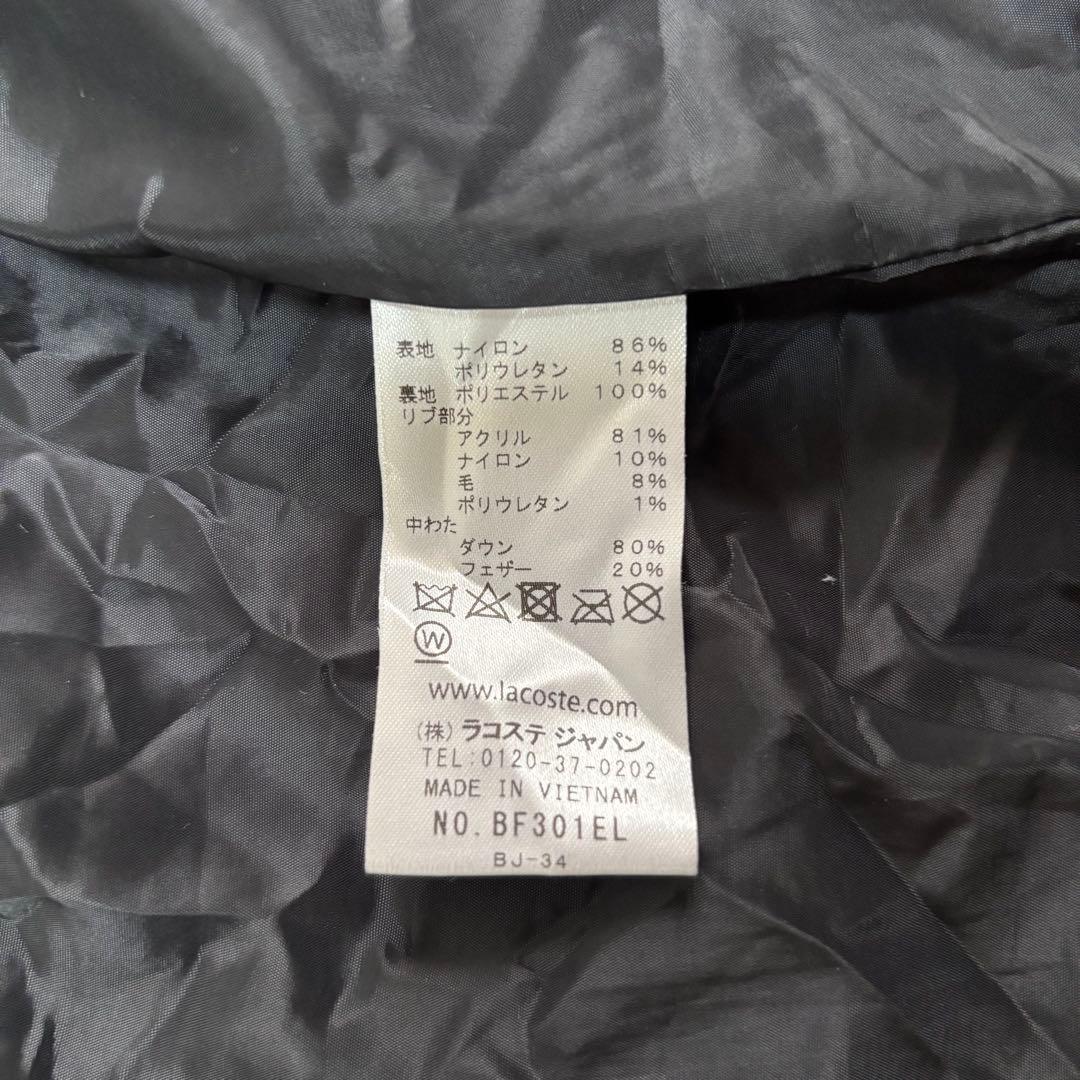 表地 ナイロン 86%
ポリウレタン 14%
裏地 ポリエステル 100%
リブ部分
アクリル 81%
ナイロン 10%
毛 8%
ポリウレタン 1%
中わた
ダウン 80%
フェザー 20%
W
www.lacoste.com
(株) ラコステ ジャパン
TEL:0120-37-0202
MADE IN VIETNAM
NO. BF301EL
BJ-34